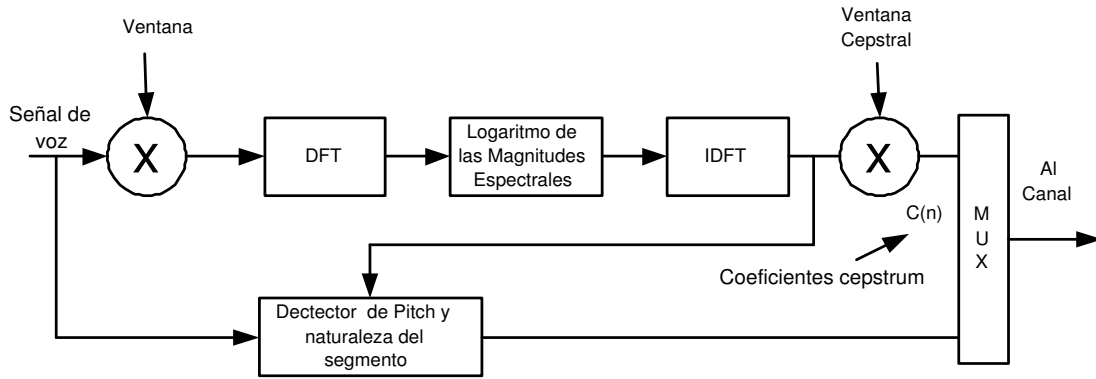 Ventana
Ventana
Cepstral
Señal de
voz
X
DFT
Logaritmo de
las Magnitudes
Espectrales
IDFT
X
C(n)
Coeficientes cepstrum
M
U
X
Al
Canal
Dectector de Pitch y
naturaleza del
segmento